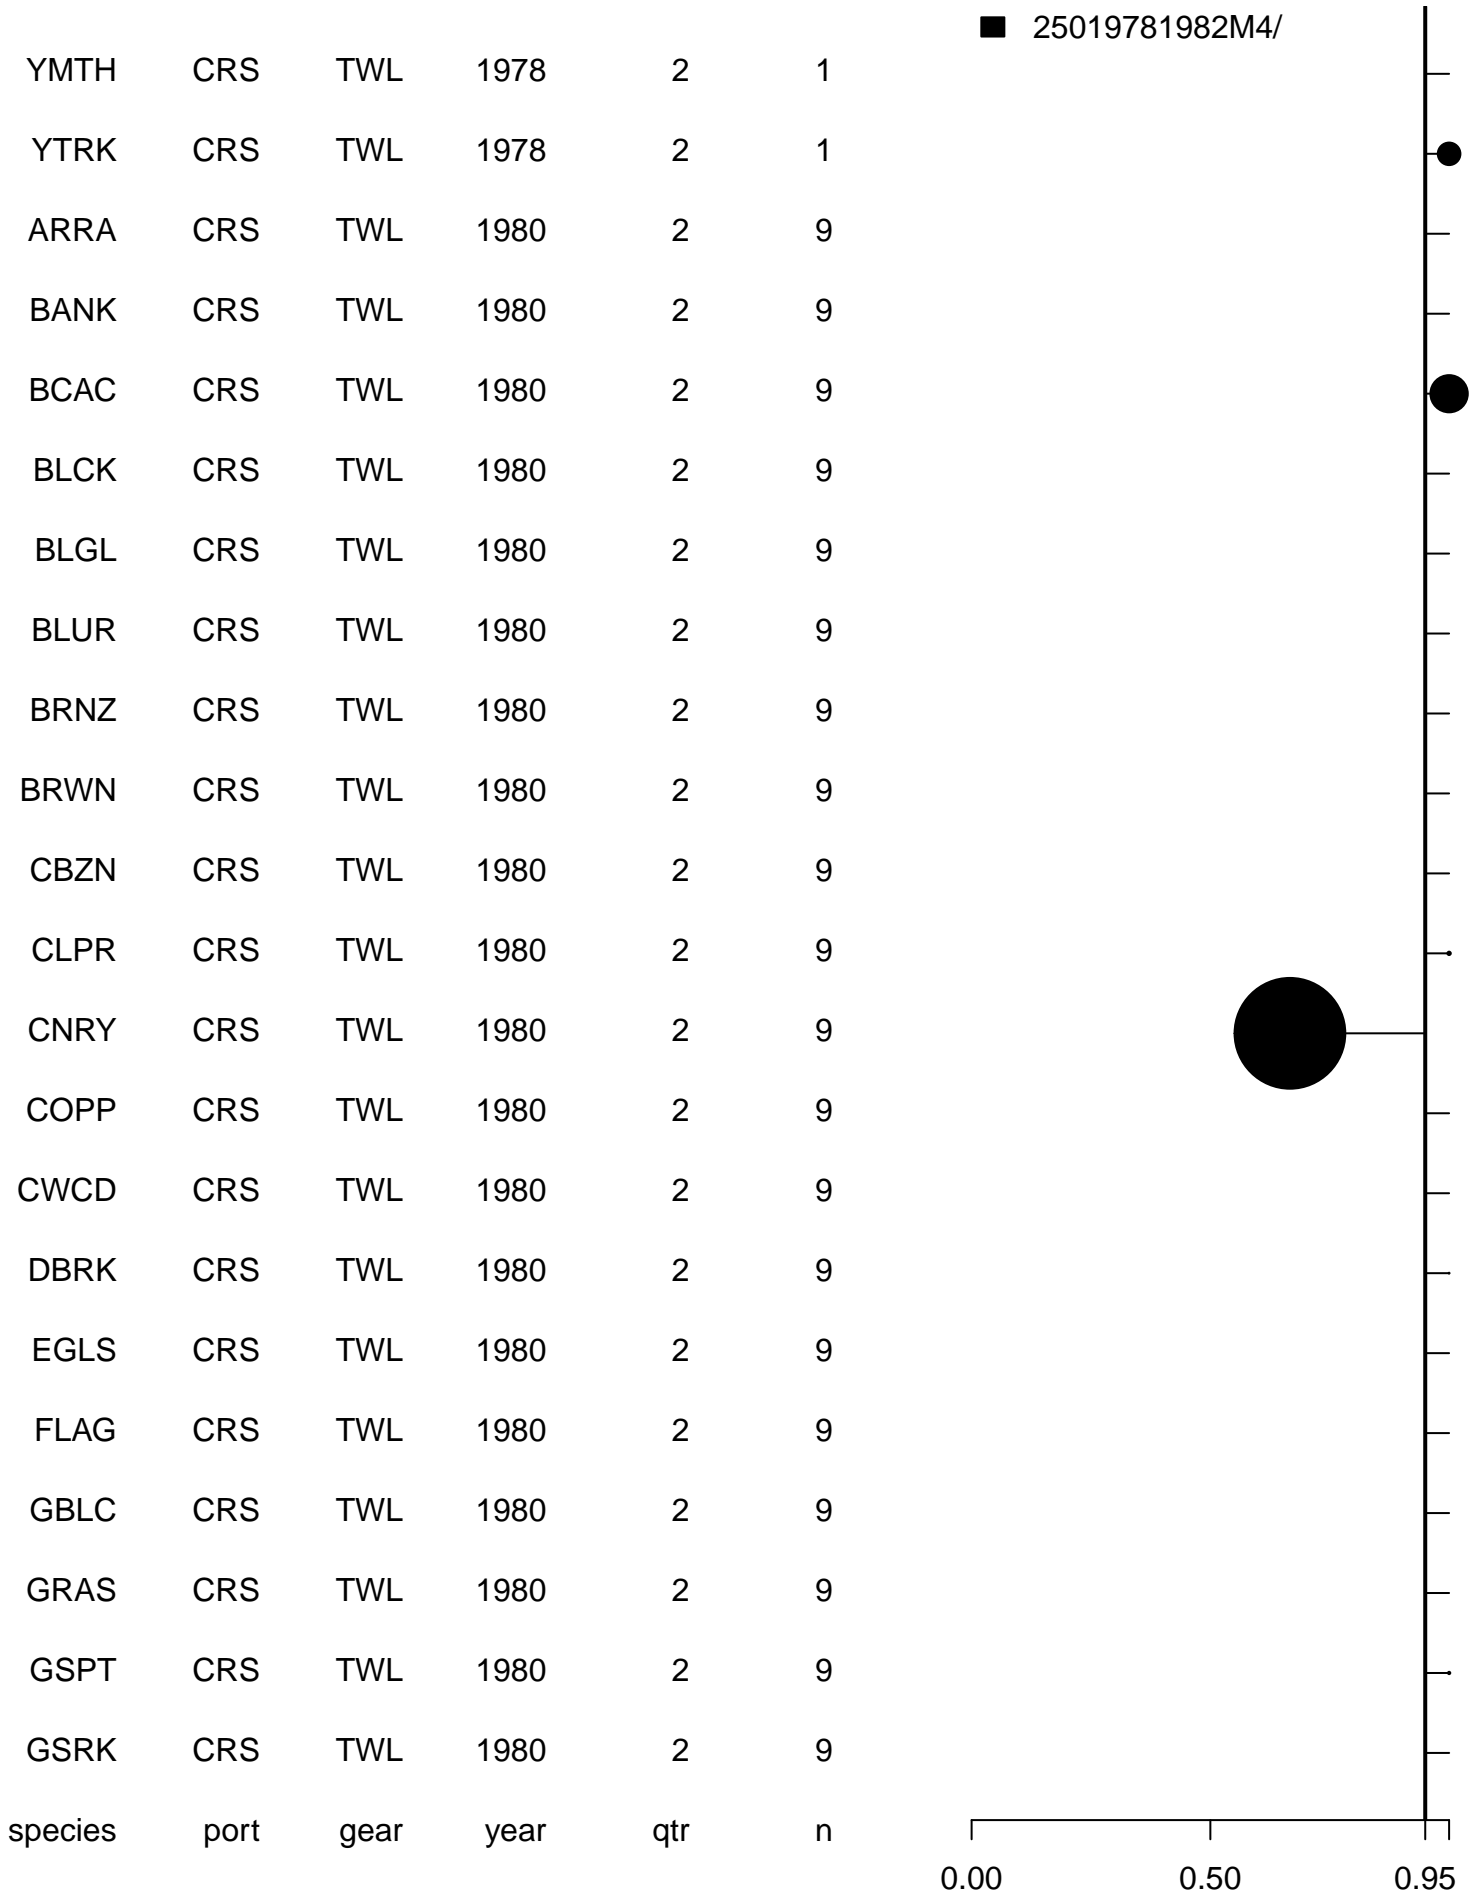 25019781982M4/
YMTH CRS TWL 1978 2 1
YTRK CRS TWL 1978 2 1
ARRA CRS TWL 1980 2 9
BANK CRS TWL 1980 2 9
BCAC CRS TWL 1980 2 9
BLCK CRS TWL 1980 2 9
BLGL CRS TWL 1980 2 9
BLUR CRS TWL 1980 2 9
BRNZ CRS TWL 1980 2 9
BRWN CRS TWL 1980 2 9
CBZN CRS TWL 1980 2 9
CLPR CRS TWL 1980 2 9
CNRY CRS TWL 1980 2 9
COPP CRS TWL 1980 2 9
CWCD CRS TWL 1980 2 9
DBRK CRS TWL 1980 2 9
EGLS CRS TWL 1980 2 9
FLAG CRS TWL 1980 2 9
GBLC CRS TWL 1980 2 9
GRAS CRS TWL 1980 2 9
GSPT CRS TWL 1980 2 9
GSRK CRS TWL 1980 2 9
species port gear year qtr n
0.00 0.50 0.95